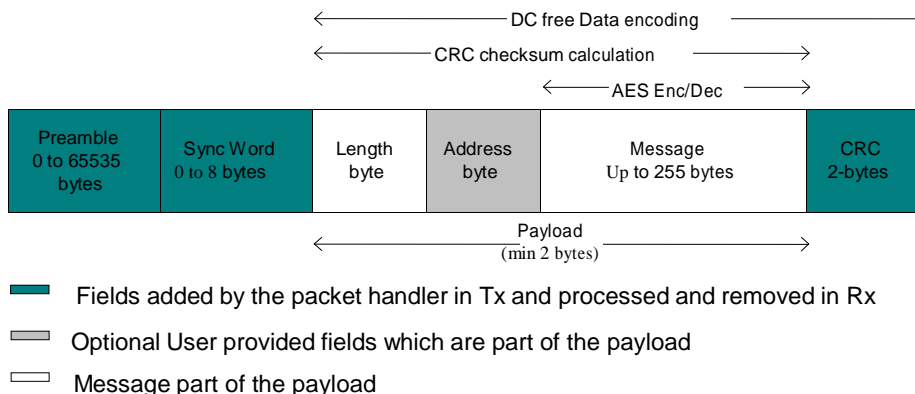 DC free Data encoding
CRC checksum calculation
AES Enc/Dec
Preamble
0 to 65535
bytes
Sync Word
0 to 8 bytes
Length
byte
Address
byte
Message
Up to 255 bytes
CRC
2-bytes
Payload
(min 2 bytes)
Fields added by the packet handler in Tx and processed and removed in Rx
Optional User provided fields which are part of the payload
Message part of the payload